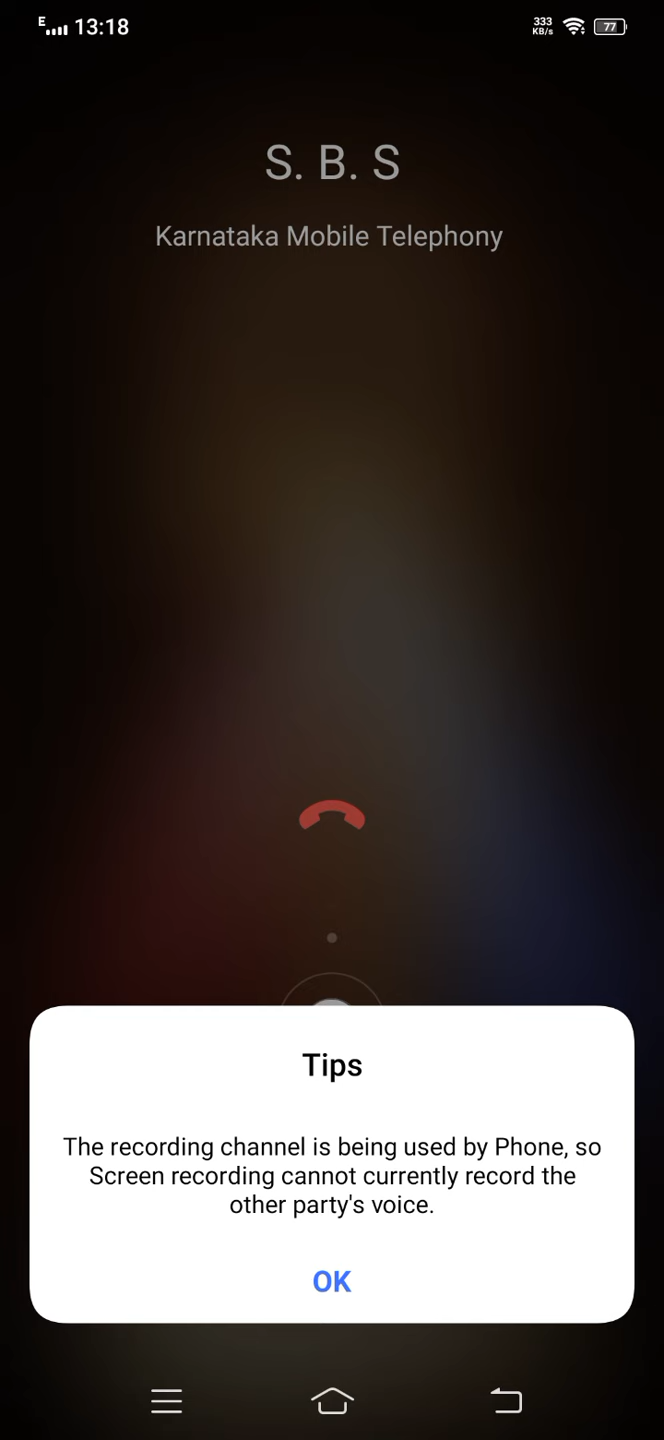 E 13:18 333 KB/s 77
S. B. S
Karnataka Mobile Telephony
Tips
The recording channel is being used by Phone, so
Screen recording cannot currently record the
other party's voice.
OK